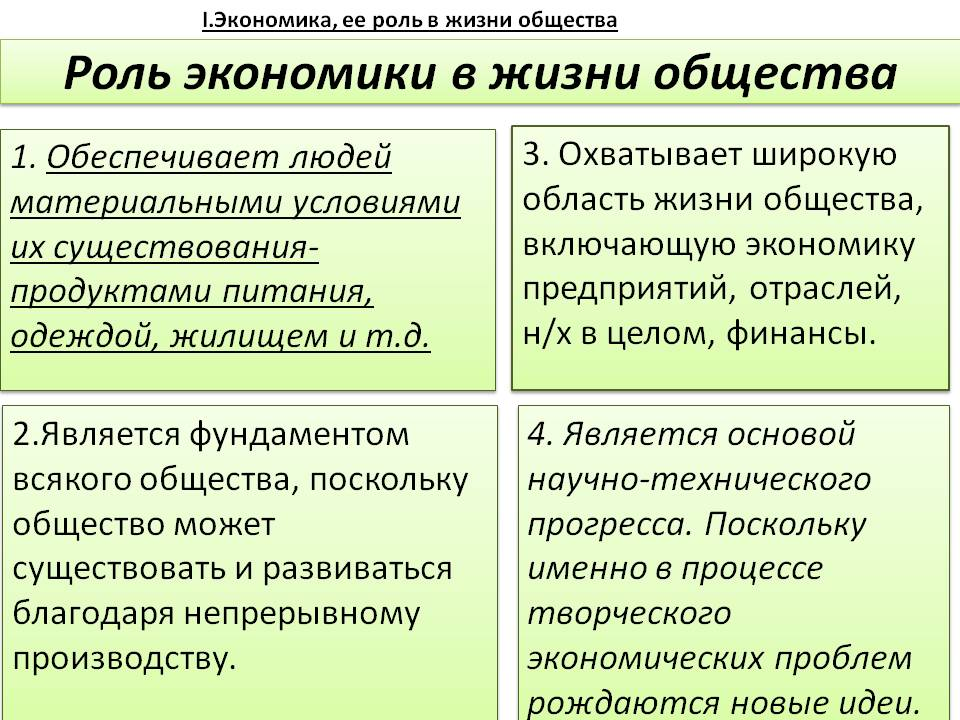 I.Экономика, ее роль в жизни общества
Роль экономики в жизни общества
1. Обеспечивает людей
материальными условиями
их существования-
продуктами питания,
одеждой, жилищем и т.д.
2.Является фундаментом
всякого общества, поскольку
общество может
существовать и развиваться
благодаря непрерывному
производству.
3. Охватывает широкую
область жизни общества,
включающую экономику
предприятий, отраслей,
н/х в целом, финансы.
4. Является основой
научно-технического
прогресса. Поскольку
именно в процессе
творческого
экономических проблем
рождаются новые идеи.